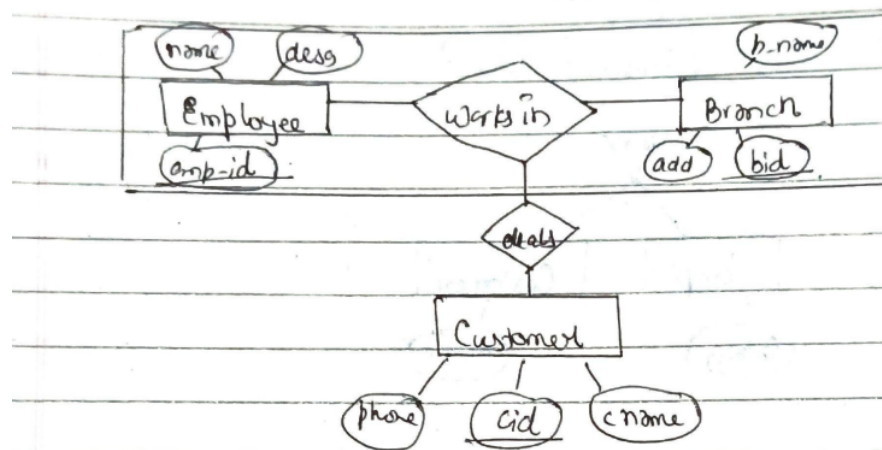 name desg b-name
Employee Works in Branch
emp-id add bid
deals
Customer
phone cid cname